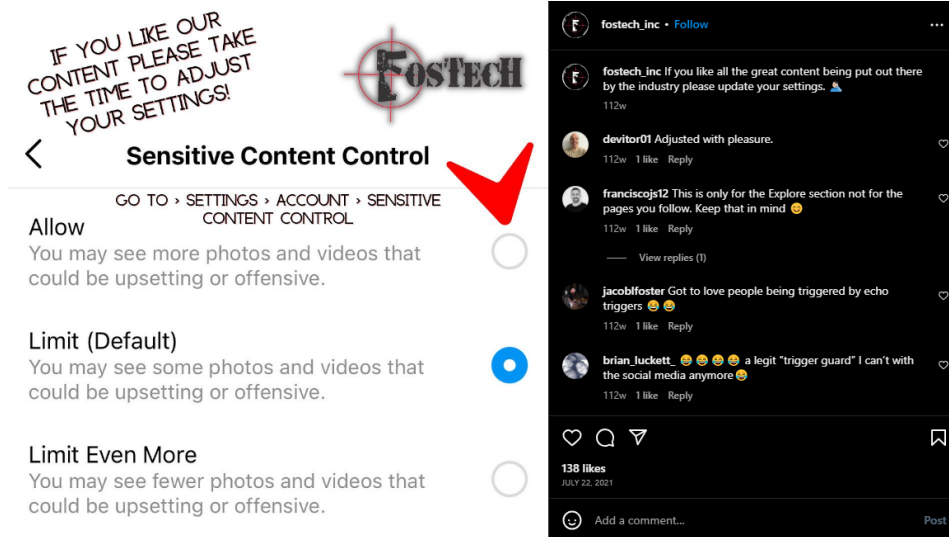 IF YOU LIKE OUR
CONTENT PLEASE TAKE
THE TIME TO ADJUST
YOUR SETTINGS!
FOSTECH
Sensitive Content Control
GO TO > SETTINGS > ACCOUNT > SENSITIVE
CONTENT CONTROL
Allow
You may see more photos and videos that
could be upsetting or offensive.
Limit (Default)
You may see some photos and videos that
could be upsetting or offensive.
Limit Even More
You may see fewer photos and videos that
could be upsetting or offensive.
fostech_inc • Follow
fostech_inc If you like all the great content being put out there
by the industry please update your settings. 🤷🏻‍♂️
112w
devitor01 Adjusted with pleasure.
112w 1 like Reply
franciscojs12 This is only for the Explore section not for the
pages you follow. Keep that in mind 😊
112w 1 like Reply
View replies (1)
jacoblfoster Got to love people being triggered by echo
triggers 😂 😂
112w 1 like Reply
brian_luckett_ 😂 😂 😂 😂 a legit “trigger guard” I can’t with
the social media anymore 😂
112w 1 like Reply
138 likes
JULY 22, 2021
Add a comment...
Post